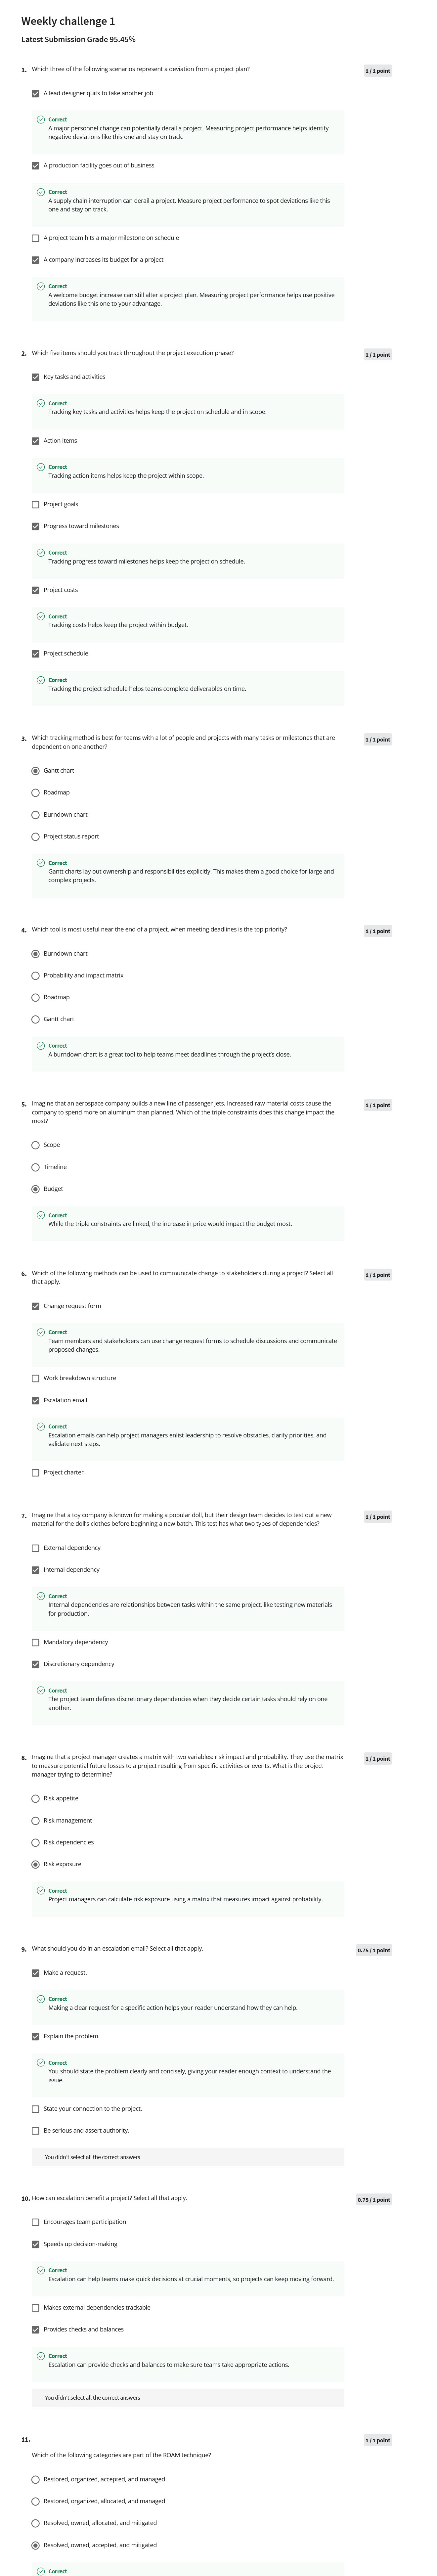 Weekly challenge 1
Latest Submission Grade 95.45%
1. Which three of the following scenarios represent a deviation from a project plan?
1 / 1 point
A lead designer quits to take another job
Correct
A major personnel change can potentially derail a project. Measuring project performance helps identify
negative deviations like this one and stay on track.
A production facility goes out of business
Correct
A supply chain interruption can derail a project. Measure project performance to spot deviations like this
one and stay on track.
A project team hits a major milestone on schedule
A company increases its budget for a project
Correct
A welcome budget increase can still alter a project plan. Measuring project performance helps use positive
deviations like this one to your advantage.
2. Which five items should you track throughout the project execution phase?
1 / 1 point
Key tasks and activities
Correct
Tracking key tasks and activities helps keep the project on schedule and in scope.
Action items
Correct
Tracking action items helps keep the project within scope.
Project goals
Progress toward milestones
Correct
Tracking progress toward milestones helps keep the project on schedule.
Project costs
Correct
Tracking costs helps keep the project within budget.
Project schedule
Correct
Tracking the project schedule helps teams complete deliverables on time.
3. Which tracking method is best for teams with a lot of people and projects with many tasks or milestones that are
dependent on one another?
1 / 1 point
Gantt chart
Roadmap
Burndown chart
Project status report
Correct
Gantt charts lay out ownership and responsibilities explicitly. This makes them a good choice for large and
complex projects.
4. Which tool is most useful near the end of a project, when meeting deadlines is the top priority?
1 / 1 point
Burndown chart
Probability and impact matrix
Roadmap
Gantt chart
Correct
A burndown chart is a great tool to help teams meet deadlines through the project's close.
5. Imagine that an aerospace company builds a new line of passenger jets. Increased raw material costs cause the
company to spend more on aluminum than planned. Which of the triple constraints does this change impact the
most?
1 / 1 point
Scope
Timeline
Budget
Correct
While the triple constraints are linked, the increase in price would impact the budget most.
6. Which of the following methods can be used to communicate change to stakeholders during a project? Select all
that apply.
1 / 1 point
Change request form
Correct
Team members and stakeholders can use change request forms to schedule discussions and communicate
proposed changes.
Work breakdown structure
Escalation email
Correct
Escalation emails can help project managers enlist leadership to resolve obstacles, clarify priorities, and
validate next steps.
Project charter
7. Imagine that a toy company is known for making a popular doll, but their design team decides to test out a new
material for the doll's clothes before beginning a new batch. This test has what two types of dependencies?
1 / 1 point
External dependency
Internal dependency
Correct
Internal dependencies are relationships between tasks within the same project, like testing new materials
for production.
Mandatory dependency
Discretionary dependency
Correct
The project team defines discretionary dependencies when they decide certain tasks should rely on one
another.
8. Imagine that a project manager creates a matrix with two variables: risk impact and probability. They use the matrix
to measure potential future losses to a project resulting from specific activities or events. What is the project
manager trying to determine?
1 / 1 point
Risk appetite
Risk management
Risk dependencies
Risk exposure
Correct
Project managers can calculate risk exposure using a matrix that measures impact against probability.
9. What should you do in an escalation email? Select all that apply.
0.75 / 1 point
Make a request.
Correct
Making a clear request for a specific action helps your reader understand how they can help.
Explain the problem.
Correct
You should state the problem clearly and concisely, giving your reader enough context to understand the
issue.
State your connection to the project.
Be serious and assert authority.
You didn't select all the correct answers
10. How can escalation benefit a project? Select all that apply.
0.75 / 1 point
Encourages team participation
Speeds up decision-making
Correct
Escalation can help teams make quick decisions at crucial moments, so projects can keep moving forward.
Makes external dependencies trackable
Provides checks and balances
Correct
Escalation can provide checks and balances to make sure teams take appropriate actions.
You didn't select all the correct answers
11.
1 / 1 point
Which of the following categories are part of the ROAM technique?
Restored, organized, accepted, and managed
Restored, organized, allocated, and managed
Resolved, owned, allocated, and mitigated
Resolved, owned, accepted, and mitigated
Correct